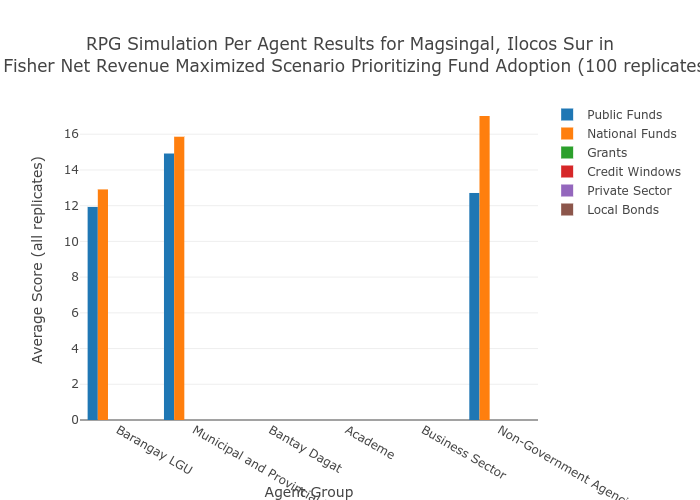 RPG Simulation Per Agent Results for Magsingal, Ilocos Sur in
Fisher Net Revenue Maximized Scenario Prioritizing Fund Adoption (100 replicates
Public Funds
National Funds
Grants
Credit Windows
Private Sector
Local Bonds
Average Score (all replicates)
16
14
12
10
8
6
4
2
0
Barangay LGU
Municipal and
Bantay Dagat
Academe
Business Sector
Non-Government
Agent Group